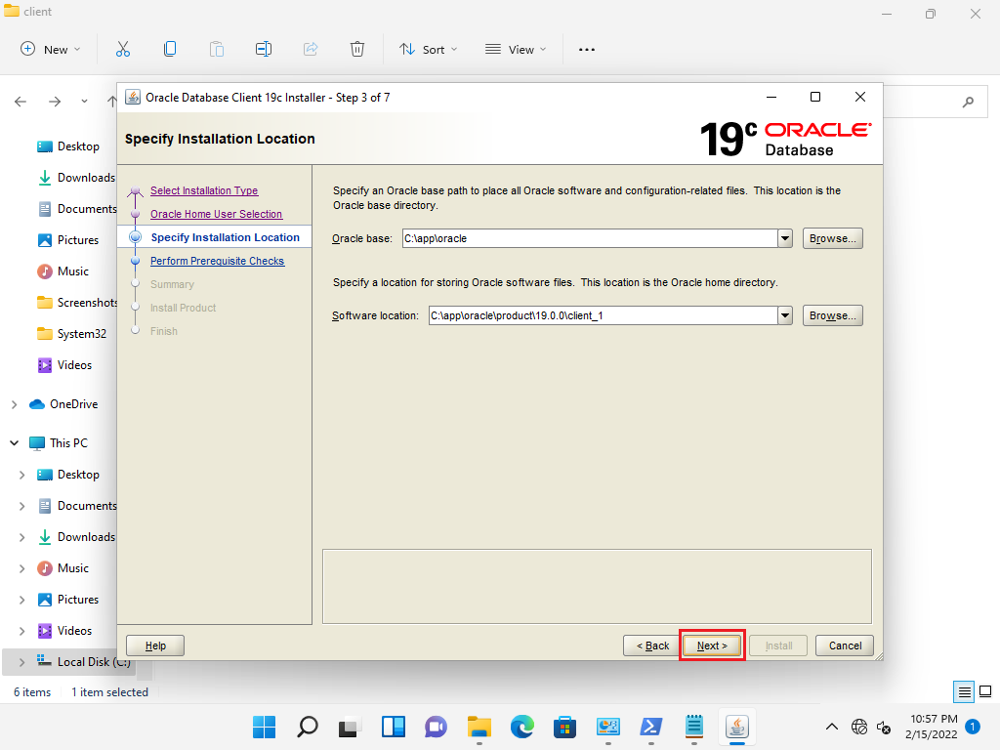 client
New
Sort
View
Oracle Database Client 19c Installer - Step 3 of 7
Specify Installation Location
19c ORACLE
Database
Desktop
Downloads
Documents
Pictures
Music
Screenshots
System32
Videos
OneDrive
This PC
Desktop
Documents
Downloads
Music
Pictures
Videos
Local Disk (C:)
Select Installation Type
Oracle Home User Selection
Specify Installation Location
Perform Prerequisite Checks
Summary
Install Product
Finish
Specify an Oracle base path to place all Oracle software and configuration-related files. This location is the
Oracle base directory.
Oracle base: C:\app\oracle Browse...
Specify a location for storing Oracle software files. This location is the Oracle home directory.
Software location: C:\app\oracle\product\19.0.0\client_1 Browse...
Help < Back Next > Install Cancel
6 items 1 item selected
10:57 PM
2/15/2022 1